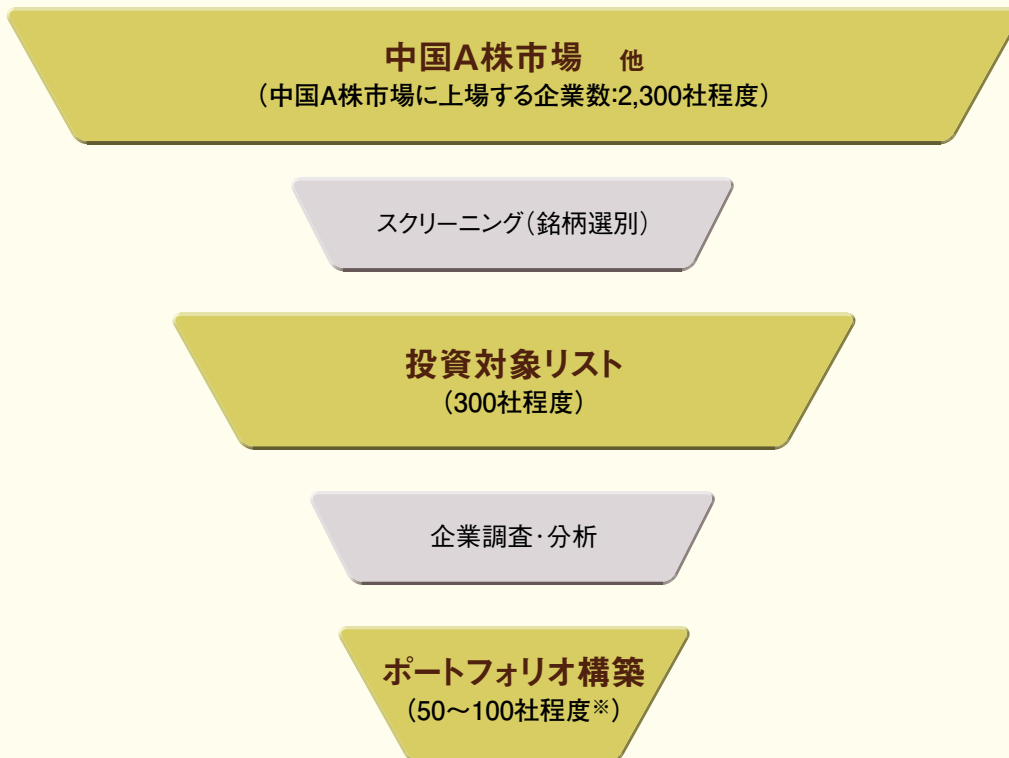 中国A株市場　他
（中国A株市場に上場する企業数:2,300社程度）
スクリーニング（銘柄選別）
投資対象リスト
（300社程度）
企業調査･分析
ポートフォリオ構築
（50～100社程度※）